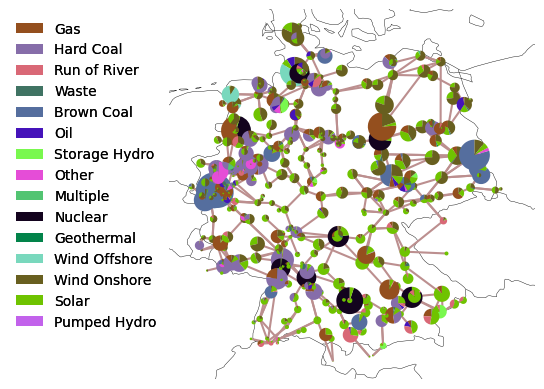 Gas
Hard Coal
Run of River
Waste
Brown Coal
Oil
Storage Hydro
Other
Multiple
Nuclear
Geothermal
Wind Offshore
Wind Onshore
Solar
Pumped Hydro